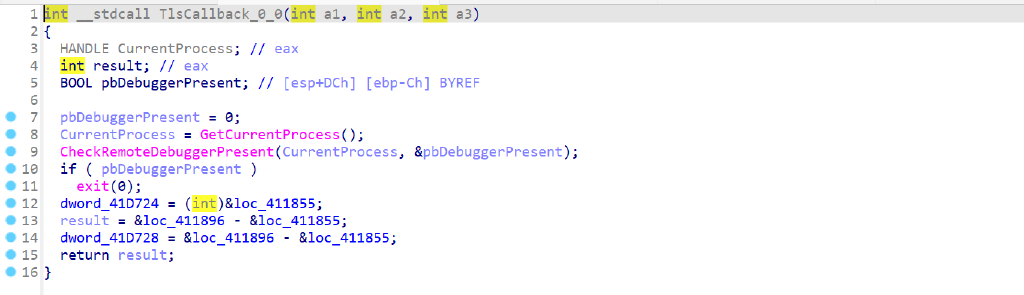 1 int __stdcall TlsCallback_0_0(int a1, int a2, int a3)
2 {
3 HANDLE CurrentProcess; // eax
4 int result; // eax
5 BOOL pbDebuggerPresent; // [esp+DCh] [ebp-Ch] BYREF
6
7 pbDebuggerPresent = 0;
8 CurrentProcess = GetCurrentProcess();
9 CheckRemoteDebuggerPresent(CurrentProcess, &pbDebuggerPresent);
10 if ( pbDebuggerPresent )
11 exit(0);
12 dword_41D724 = (int)&loc_411855;
13 result = &loc_411896 - &loc_411855;
14 dword_41D728 = &loc_411896 - &loc_411855;
15 return result;
16 }